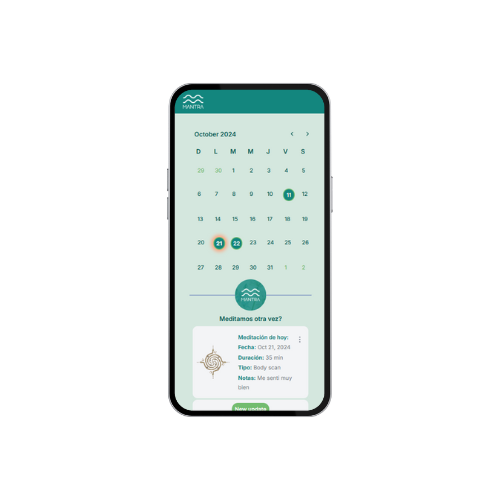 MANTRA
October 2024 < >
D L M M J V S
29 30 1 2 3 4 5
6 7 8 9 10 11 12
13 14 15 16 17 18 19
20 21 22 23 24 25 26
27 28 29 30 31 1 2
MANTRA
Meditamos otra vez?
Meditación de hoy:
Fecha: Oct 21, 2024
Duración: 35 min
Tipo: Body scan
Notas: Me sentí muy
bien
New update